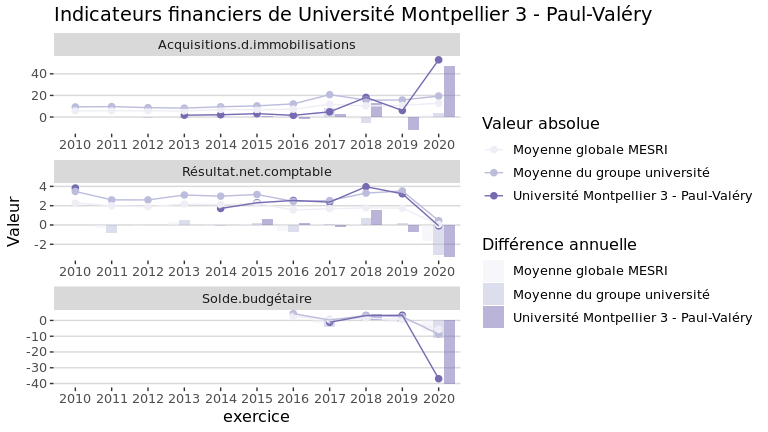 Indicateurs financiers de Université Montpellier 3 - Paul-Valéry
Acquisitions.d.immobilisations
40
20
0
2010 2011 2012 2013 2014 2015 2016 2017 2018 2019 2020
Résultat.net.comptable
4
2
0
-2
2010 2011 2012 2013 2014 2015 2016 2017 2018 2019 2020
Solde.budgétaire
0
-10
-20
-30
-40
2010 2011 2012 2013 2014 2015 2016 2017 2018 2019 2020
exercice
Valeur
Valeur absolue
Moyenne globale MESRI
Moyenne du groupe université
Université Montpellier 3 - Paul-Valéry
Différence annuelle
Moyenne globale MESRI
Moyenne du groupe université
Université Montpellier 3 - Paul-Valéry